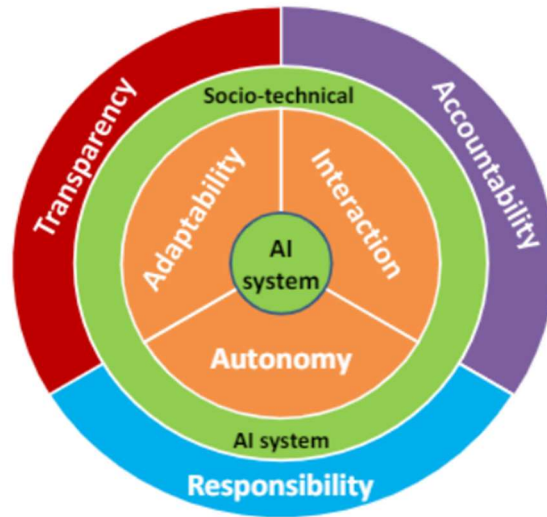 Transparency
Accountability
Socio-technical
Adaptability
Interaction
AI
system
Autonomy
AI system
Responsibility